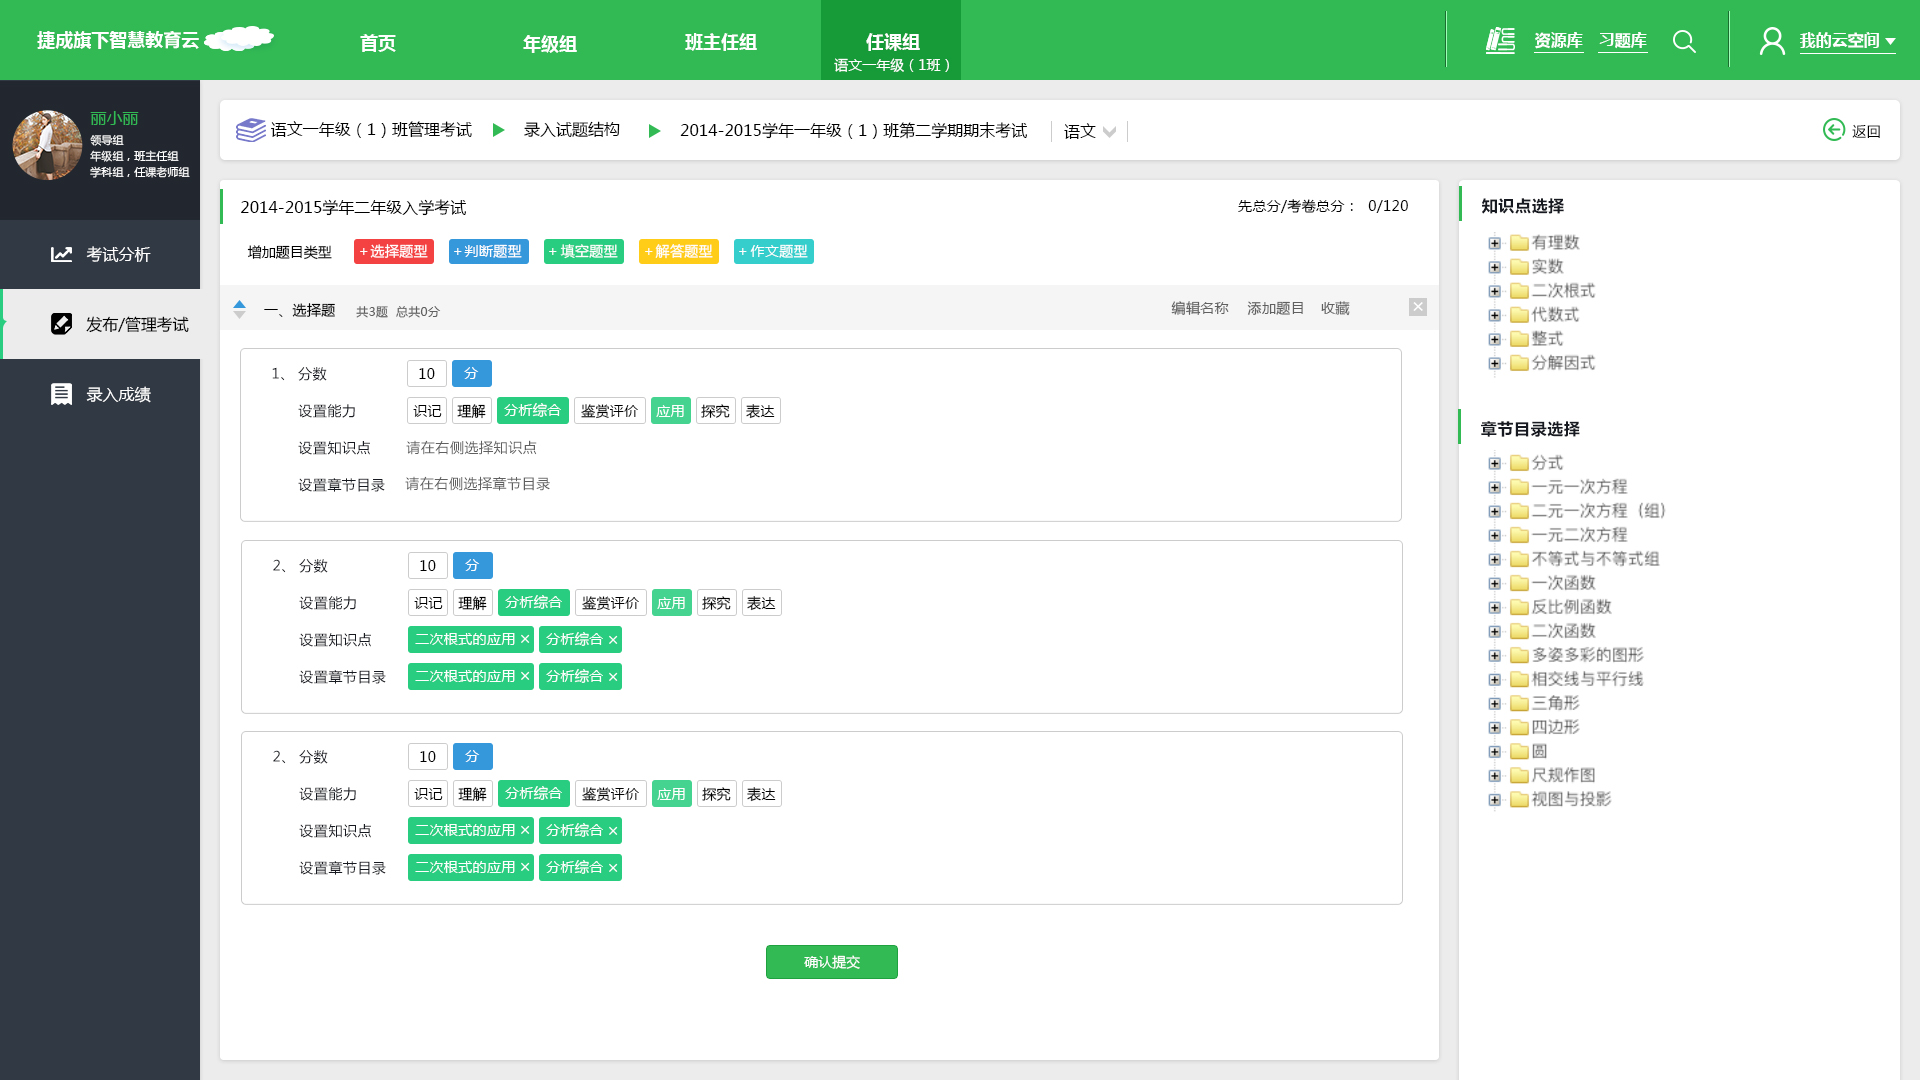 捷成旗下智慧教育云
首页
年级组
班主任组
任课组
语文一年级（1班）
资源库
习题库
我的云空间
丽小丽
领导组
年级组，班主任组
学科组，任课老师组
考试分析
发布/管理考试
录入成绩
语文一年级（1）班管理考试
录入试题结构
2014-2015学年一年级（1）班第二学期期末考试
语文
返回
2014-2015学年二年级入学考试
先总分/考卷总分： 0/120
增加题目类型
+选择题型
+判断题型
+填空题型
+解答题型
+作文题型
一、选择题 共3题 总共0分
编辑名称 添加题目 收藏
1、 分数 10 分
设置能力 识记 理解 分析综合 鉴赏评价 应用 探究 表达
设置知识点 请在右侧选择知识点
设置章节目录 请在右侧选择章节目录
2、 分数 10 分
设置能力 识记 理解 分析综合 鉴赏评价 应用 探究 表达
设置知识点 二次根式的应用× 分析综合×
设置章节目录 二次根式的应用× 分析综合×
2、 分数 10 分
设置能力 识记 理解 分析综合 鉴赏评价 应用 探究 表达
设置知识点 二次根式的应用× 分析综合×
设置章节目录 二次根式的应用× 分析综合×
确认提交
知识点选择
有理数
实数
二次根式
代数式
整式
分解因式
章节目录选择
分式
一元一次方程
二元一次方程（组）
一元二次方程
不等式与不等式组
一次函数
反比例函数
二次函数
多姿多彩的图形
相交线与平行线
三角形
四边形
圆
尺规作图
视图与投影